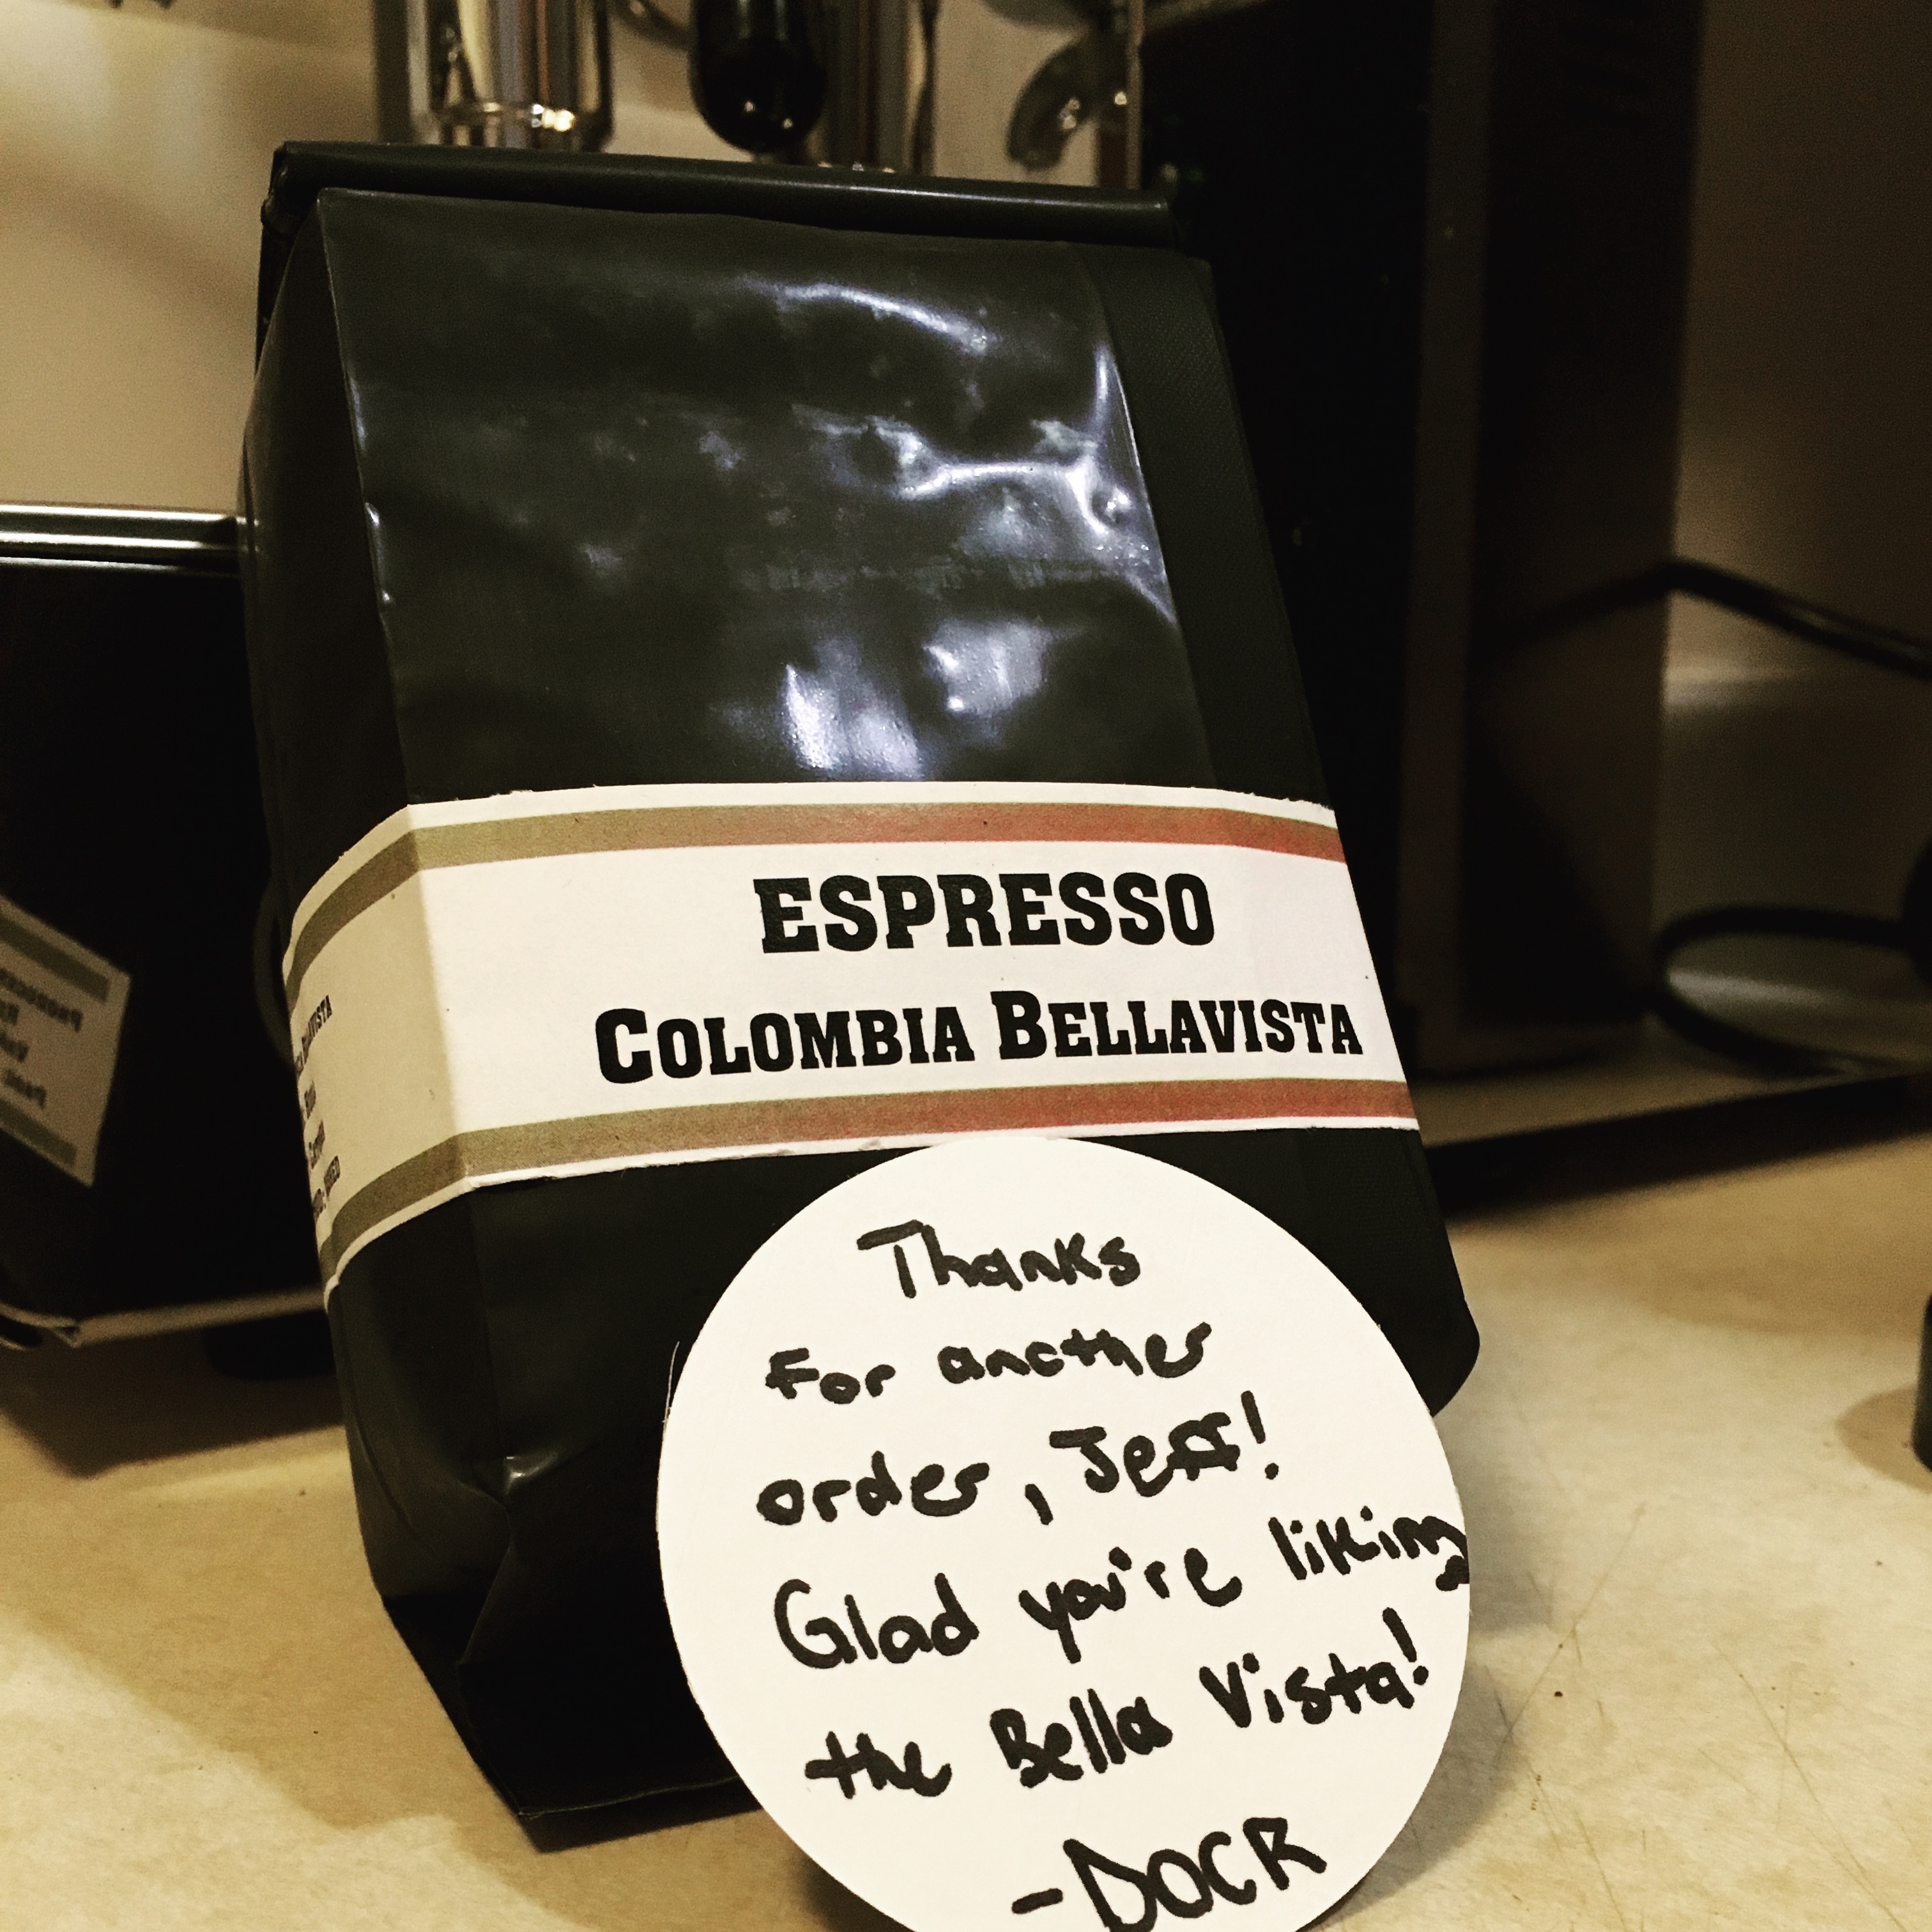 ESPRESSO
COLOMBIA BELLAVISTA
Thanks
For another
order, Jeff!
Glad you're liking
the Bella Vista!
-DOCR